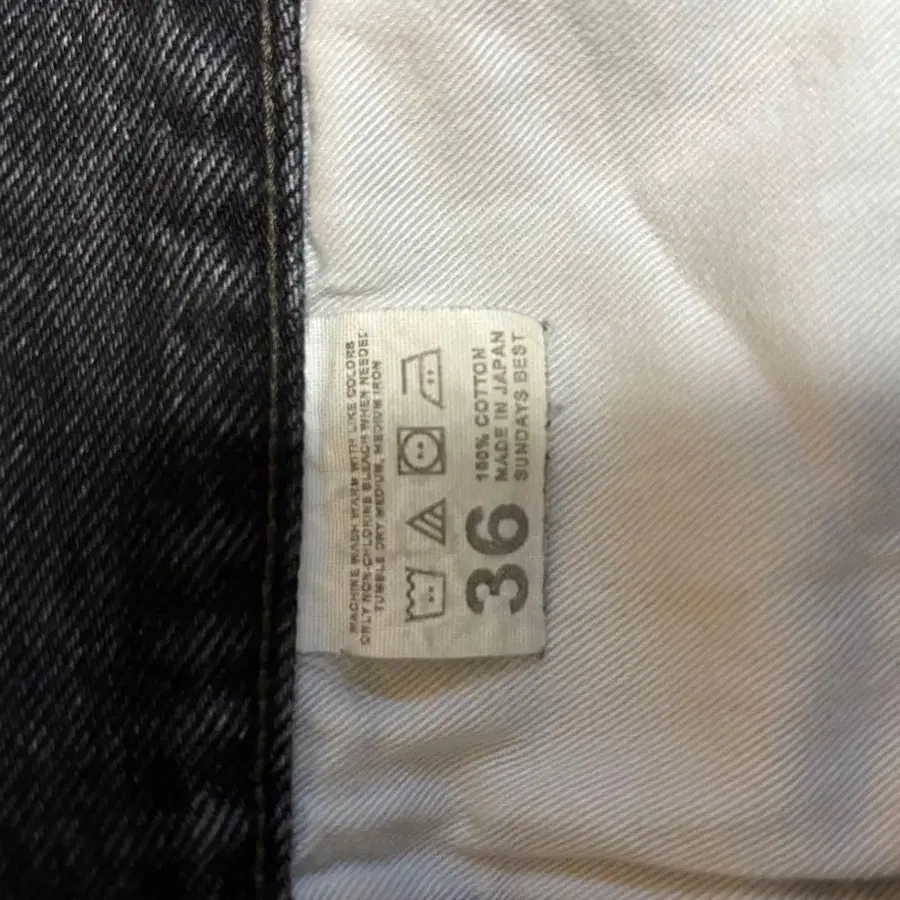 MACHINE WASH WARM WITH LIKE COLORS
ONLY NON-CHLORINE BLEACH WHEN NEEDED
TUMBLE DRY MEDIUM, MEDIUM IRON
36
100% COTTON
MADE IN JAPAN
SUNDAYS BEST